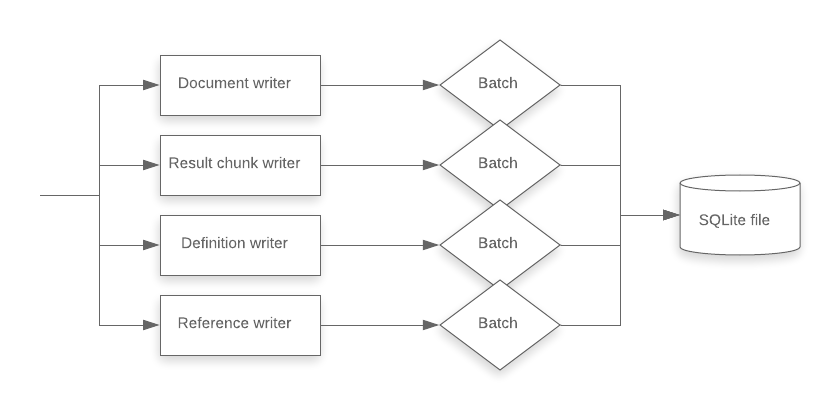 Document writer
Batch
Result chunk writer
Batch
Definition writer
Batch
Reference writer
Batch
SQLite file